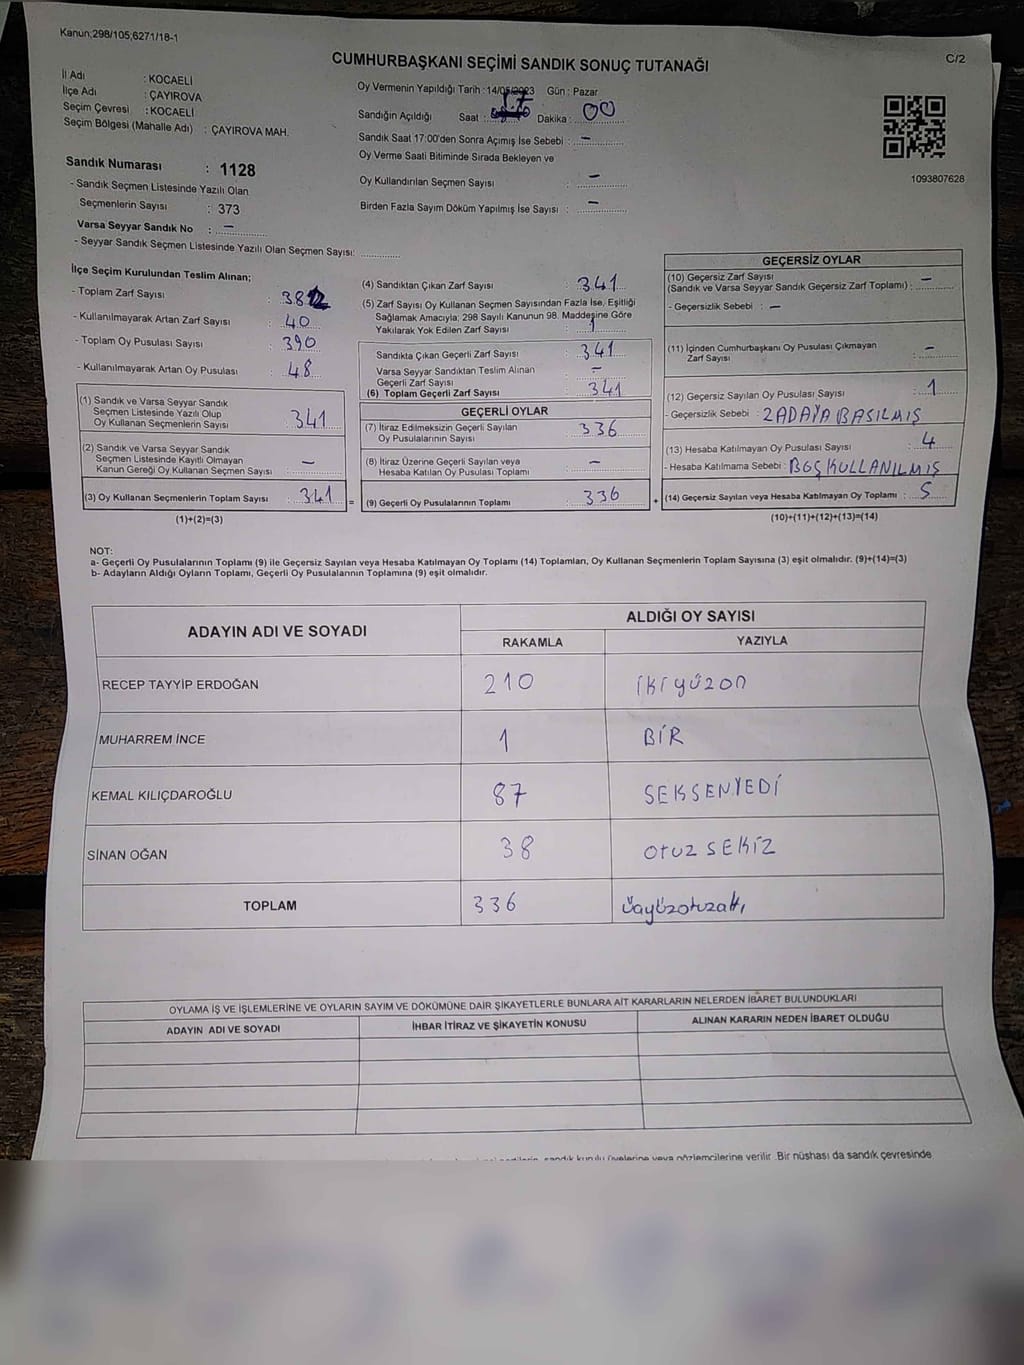 Kanun;298/105,6271/18-1
CUMHURBAŞKANI SEÇİMİ SANDIK SONUÇ TUTANAĞI
C/2
İl Adı : KOCAELİ
İlçe Adı : ÇAYIROVA
Seçim Çevresi : KOCAELİ
Seçim Bölgesi (Mahalle Adı) : ÇAYIROVA MAH.
Oy Vermenin Yapıldığı Tarih : 14/05/2023 Gün : Pazar
Sandığın Açıldığı Saat : 17 Dakika : 00
Sandık Saat 17:00'den Sonra Açımış İse Sebebi : –
Oy Verme Saati Bitiminde Sırada Bekleyen ve
Oy Kullandırılan Seçmen Sayısı : –
Birden Fazla Sayım Döküm Yapılmış İse Sayısı : –
1093807628
Sandık Numarası : 1128
- Sandık Seçmen Listesinde Yazılı Olan
Seçmenlerin Sayısı : 373
Varsa Seyyar Sandık No : –
- Seyyar Sandık Seçmen Listesinde Yazılı Olan Seçmen Sayısı:
İlçe Seçim Kurulundan Teslim Alınan;
- Toplam Zarf Sayısı : 38
- Kullanılmayarak Artan Zarf Sayısı : 40
- Toplam Oy Pusulası Sayısı : 390
- Kullanılmayarak Artan Oy Pusulası : 48
(1) Sandık ve Varsa Seyyar Sandık
Seçmen Listesinde Yazılı Olup
Oy Kullanan Seçmenlerin Sayısı : 341
(2) Sandık ve Varsa Seyyar Sandık
Seçmen Listesinde Kayıtlı Olmayan
Kanun Gereği Oy Kullanan Seçmen Sayısı : –
(3) Oy Kullanan Seçmenlerin Toplam Sayısı : 341 =
(1)+(2)=(3)
(4) Sandıktan Çıkan Zarf Sayısı : 341
(5) Zarf Sayısı Oy Kullanan Seçmen Sayısından Fazla İse, Eşitliği
Sağlamak Amacıyla; 298 Sayılı Kanunun 98. Maddesine Göre
Yakılarak Yok Edilen Zarf Sayısı :
Sandıkta Çıkan Geçerli Zarf Sayısı : 341
Varsa Seyyar Sandıktan Teslim Alınan
Geçerli Zarf Sayısı : –
(6) Toplam Geçerli Zarf Sayısı : 341
GEÇERLİ OYLAR
(7) İtiraz Edilmeksizin Geçerli Sayılan
Oy Pusulalarının Sayısı : 336
(8) İtiraz Üzerine Geçerli Sayılan veya
Hesaba Katılan Oy Pusulası Toplamı : –
(9) Geçerli Oy Pusulalarının Toplamı : 336 +
GEÇERSİZ OYLAR
(10) Geçersiz Zarf Sayısı
(Sandık ve Varsa Seyyar Sandık Geçersiz Zarf Toplamı) : –
- Geçersizlik Sebebi : –
(11) İçinden Cumhurbaşkanı Oy Pusulası Çıkmayan
Zarf Sayısı : –
(12) Geçersiz Sayılan Oy Pusulası Sayısı : 1
- Geçersizlik Sebebi : 2 ADAYA BASILMIŞ
(13) Hesaba Katılmayan Oy Pusulası Sayısı : 4
- Hesaba Katılmama Sebebi : BOŞ KULLANILMIŞ
(14) Geçersiz Sayılan veya Hesaba Katılmayan Oy Toplamı : 5
(10)+(11)+(12)+(13)=(14)
NOT:
a- Geçerli Oy Pusulalarının Toplamı (9) ile Geçersiz Sayılan veya Hesaba Katılmayan Oy Toplamı (14) Toplamları, Oy Kullanan Seçmenlerin Toplam Sayısına (3) eşit olmalıdır. (9)+(14)=(3)
b- Adayların Aldığı Oyların Toplamı, Geçerli Oy Pusulalarının Toplamına (9) eşit olmalıdır.
ADAYIN ADI VE SOYADI
ALDIĞI OY SAYISI
RAKAMLA YAZIYLA
RECEP TAYYİP ERDOĞAN 210 İkiyüzon
MUHARREM İNCE 1 BİR
KEMAL KILIÇDAROĞLU 87 SEKSENYEDİ
SİNAN OĞAN 38 OTUZ SEKİZ
TOPLAM 336 üçyüzotuzaltı
OYLAMA İŞ VE İŞLEMLERİNE VE OYLARIN SAYIM VE DÖKÜMÜNE DAİR ŞİKAYETLERLE BUNLARA AİT KARARLARIN NELERDEN İBARET BULUNDUKLARI
ADAYIN ADI VE SOYADI İHBAR İTİRAZ VE ŞİKAYETİN KONUSU ALINAN KARARIN NEDEN İBARET OLDUĞU
sandık kurulu üyelerine veya gözlemcilerine verilir. Bir nüshası da sandık çevresinde